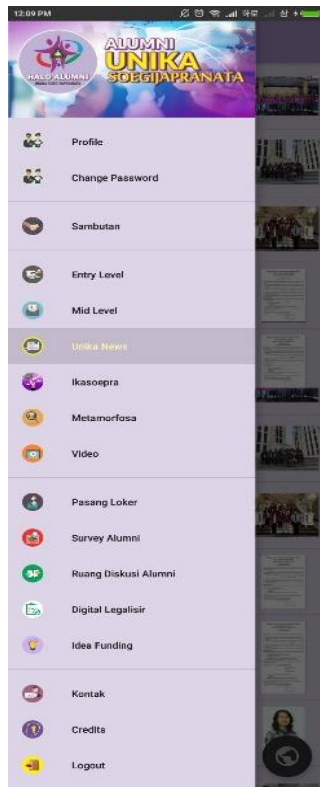 12:09 PM
ALUMNI
UNIKA
SOEGIJAPRANATA
HALO ALUMNI
Profile
Change Password
Sambutan
Entry Level
Mid Level
Unika News
Ikasoepra
Metamorfosa
Video
Pasang Loker
Survey Alumni
Ruang Diskusi Alumni
Digital Legalisir
Idea Funding
Kontak
Credits
Logout